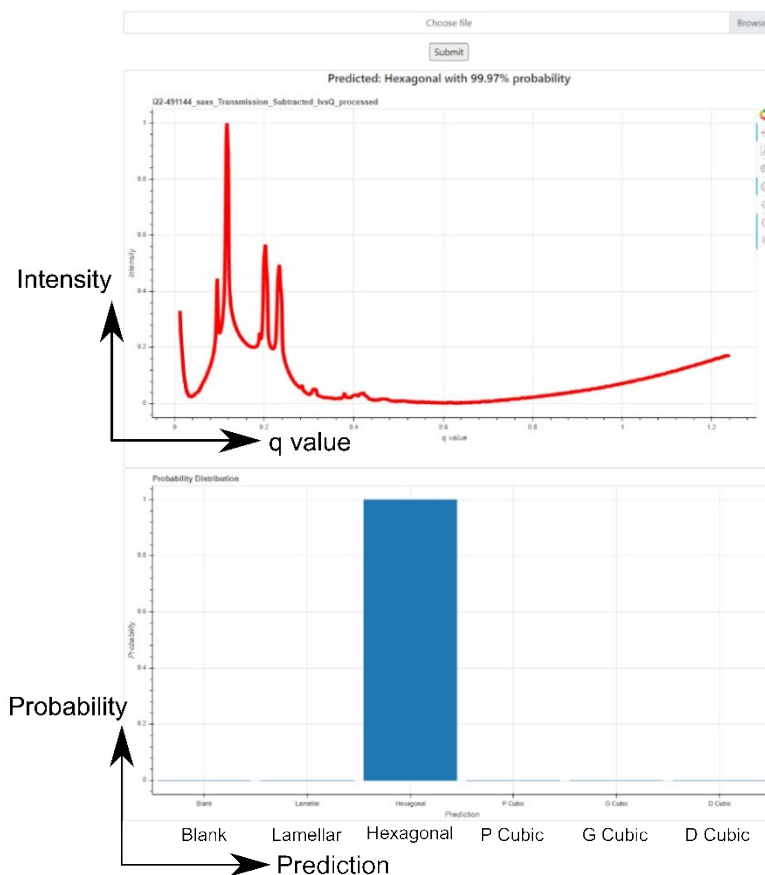 Choose file Browse
Submit
Predicted: Hexagonal with 99.97% probability
i22-491144_saxs_Transmission_Subtracted_IvsQ_processed
1
0.8
0.6
0.4
0.2
0
Intensity
Intensity
0 0.2 0.4 0.6 0.8 1 1.2
q value
q value
Probability Distribution
1
0.8
0.6
0.4
0.2
0
Probability
Probability
Blank Lamellar Hexagonal P Cubic G Cubic D Cubic
Prediction
Blank Lamellar Hexagonal P Cubic G Cubic D Cubic
Prediction